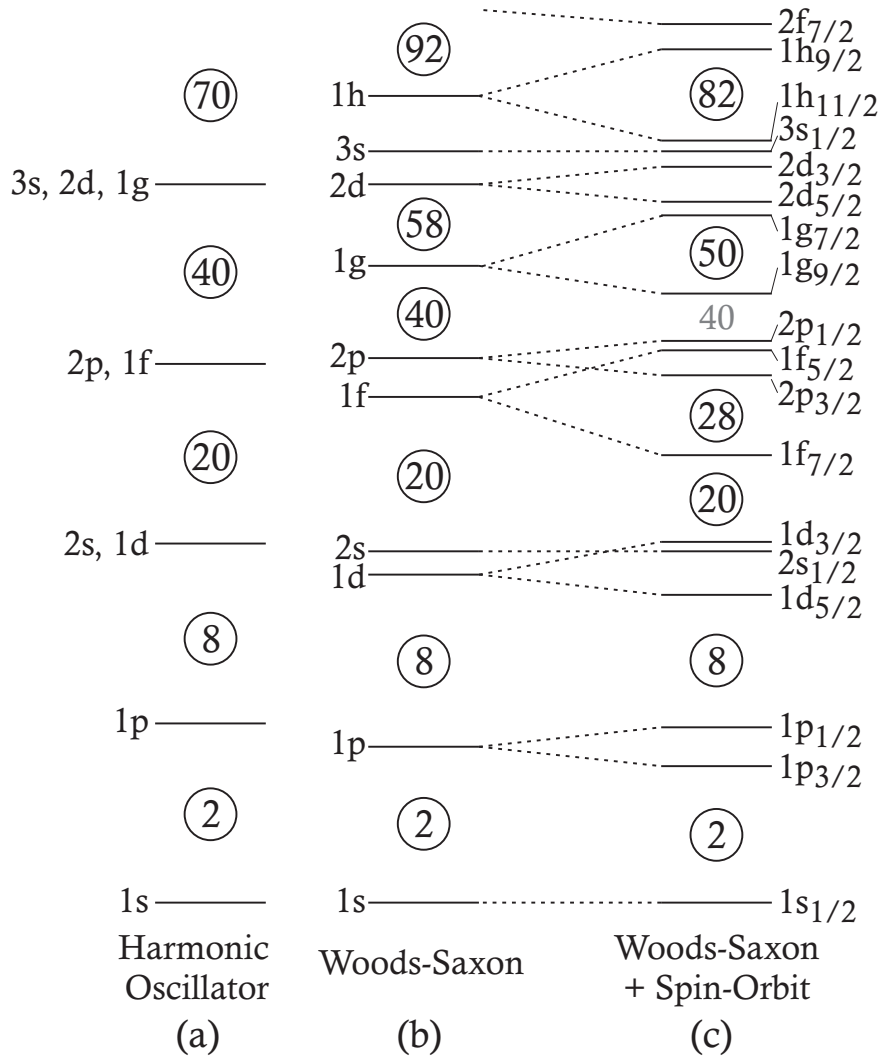 2f7/2
92
1h9/2
70
1h
82
1h11/2
3s
3s1/2
3s, 2d, 1g
2d
2d3/2
2d5/2
58
1g7/2
40
1g
50
1g9/2
40
40
2p1/2
2p, 1f
2p
1f5/2
1f
2p3/2
28
20
20
1f7/2
20
2s, 1d
2s
1d3/2
2s1/2
1d
1d5/2
8
8
8
1p
1p
1p1/2
1p3/2
2
2
2
1s
1s
1s1/2
Harmonic
Oscillator
Woods-Saxon
Woods-Saxon
+ Spin-Orbit
(a)
(b)
(c)